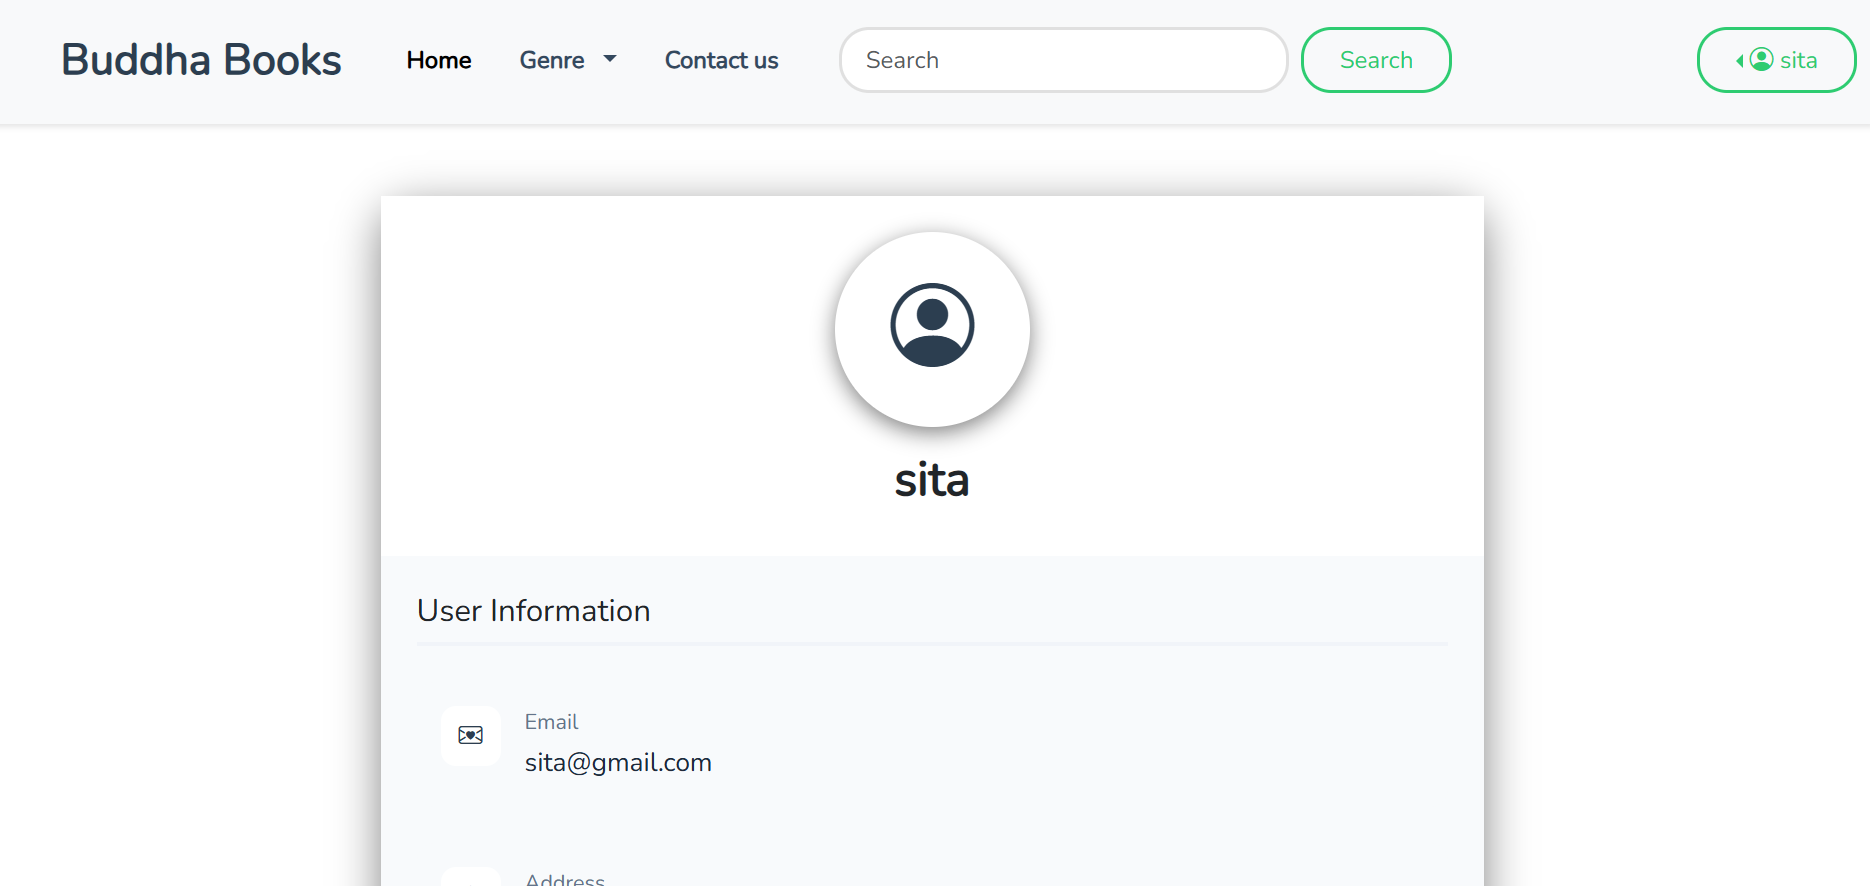 Buddha Books Home Genre Contact us Search Search sita
sita
User Information
Email
sita@gmail.com
Address